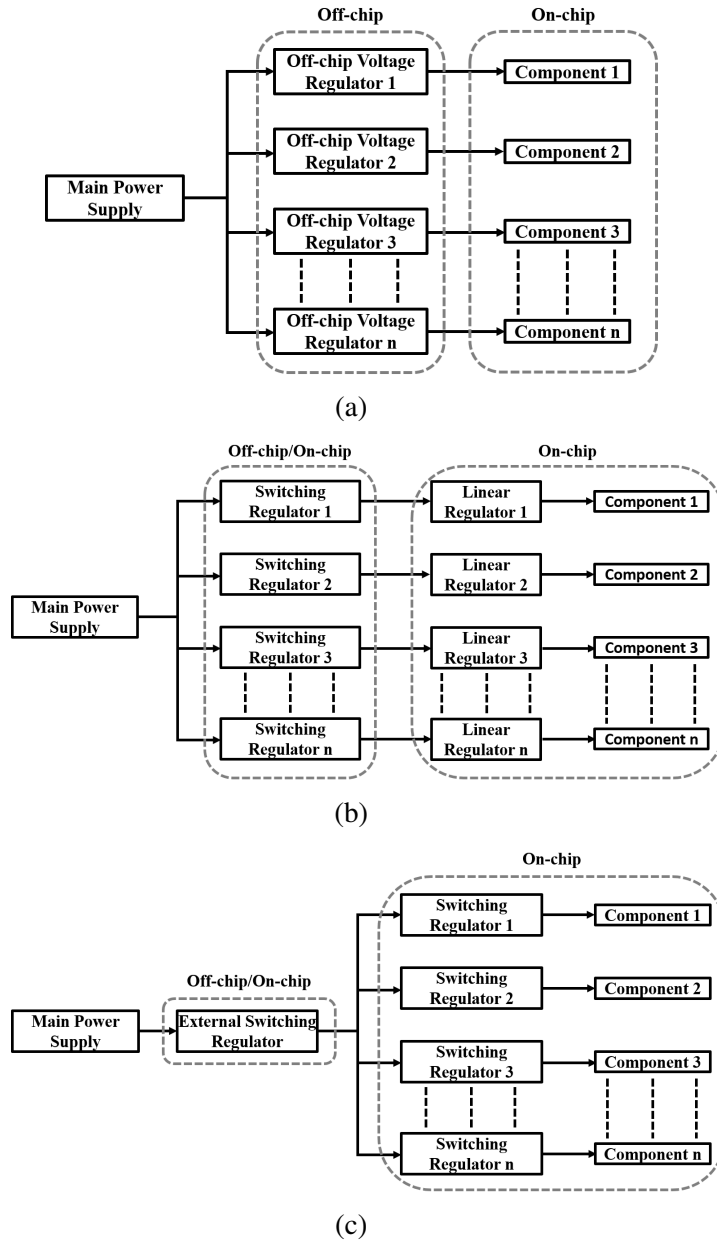 Off-chip
On-chip
Off-chip Voltage
Regulator 1
Component 1
Off-chip Voltage
Regulator 2
Component 2
Main Power
Supply
Off-chip Voltage
Regulator 3
Component 3
Off-chip Voltage
Regulator n
Component n
(a)
Off-chip/On-chip
On-chip
Switching
Regulator 1
Linear
Regulator 1
Component 1
Switching
Regulator 2
Linear
Regulator 2
Component 2
Main Power
Supply
Switching
Regulator 3
Linear
Regulator 3
Component 3
Switching
Regulator n
Linear
Regulator n
Component n
(b)
On-chip
Switching
Regulator 1
Component 1
Off-chip/On-chip
Switching
Regulator 2
Component 2
Main Power
Supply
External Switching
Regulator
Switching
Regulator 3
Component 3
Switching
Regulator n
Component n
(c)